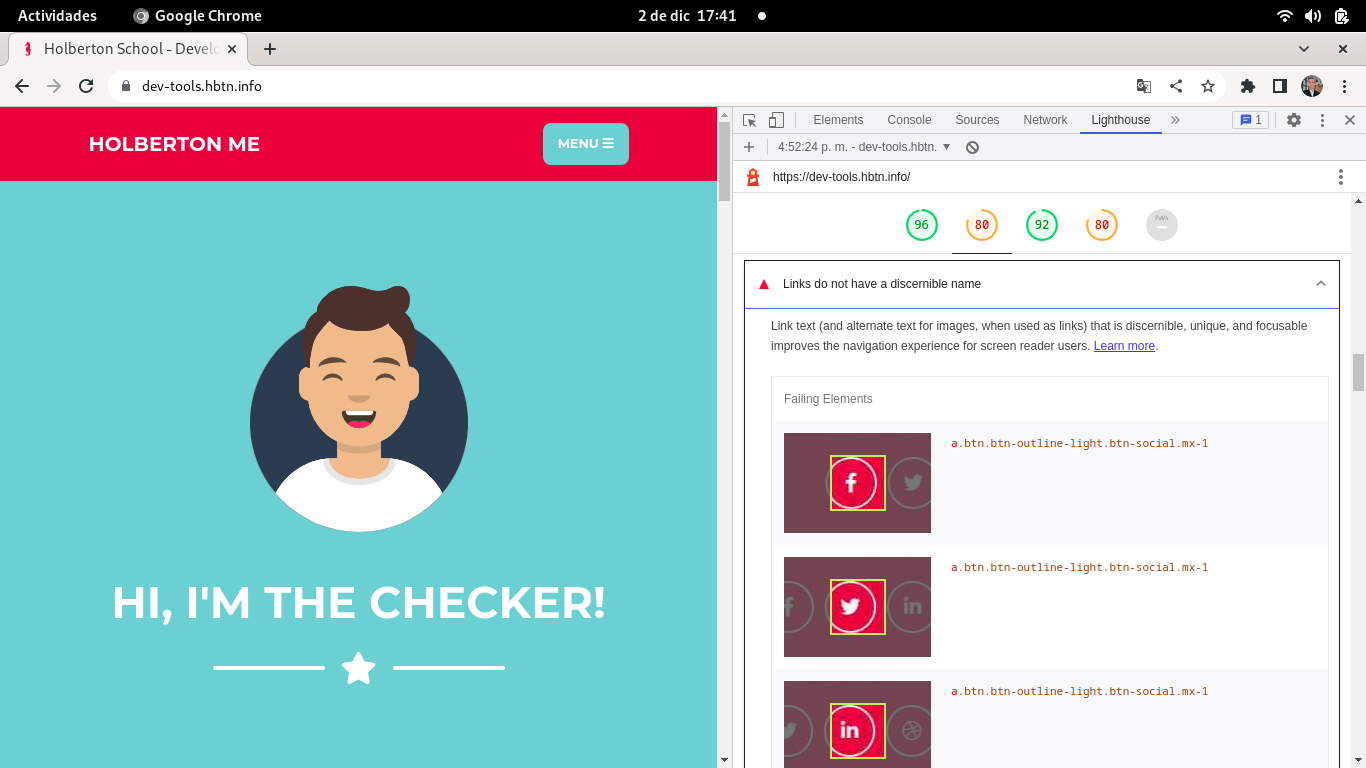 Actividades
Google Chrome
2 de dic 17:41
Holberton School - Develo
dev-tools.hbtn.info
HOLBERTON ME
MENU
HI, I'M THE CHECKER!
Elements
Console
Sources
Network
Lighthouse
1
4:52:24 p. m. - dev-tools.hbtn.
https://dev-tools.hbtn.info/
96
80
92
80
PWA
Links do not have a discernible name
Link text (and alternate text for images, when used as links) that is discernible, unique, and focusable
improves the navigation experience for screen reader users. Learn more.
Failing Elements
a.btn.btn-outline-light.btn-social.mx-1
a.btn.btn-outline-light.btn-social.mx-1
a.btn.btn-outline-light.btn-social.mx-1